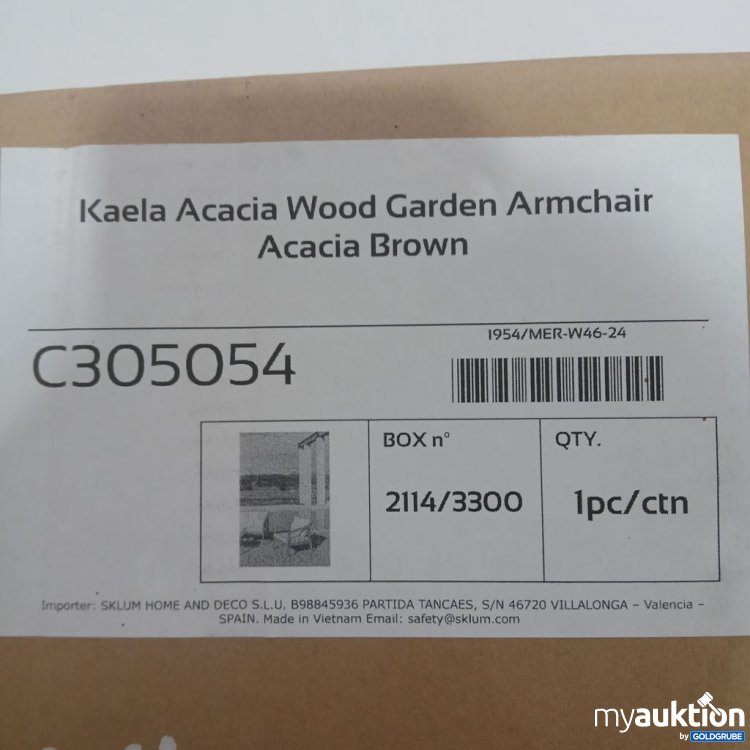 Kaela Acacia Wood Garden Armchair
Acacia Brown
1954/MER-W46-24
C305054
BOX n°
QTY.
2114/3300
1pc/ctn
Importer: SKLUM HOME AND DECO S.L.U. B98845936 PARTIDA TANCAES, S/N 46720 VILLALONGA – Valencia –
SPAIN. Made in Vietnam Email: safety@sklum.com
myauktion
by GOLDGRUBE